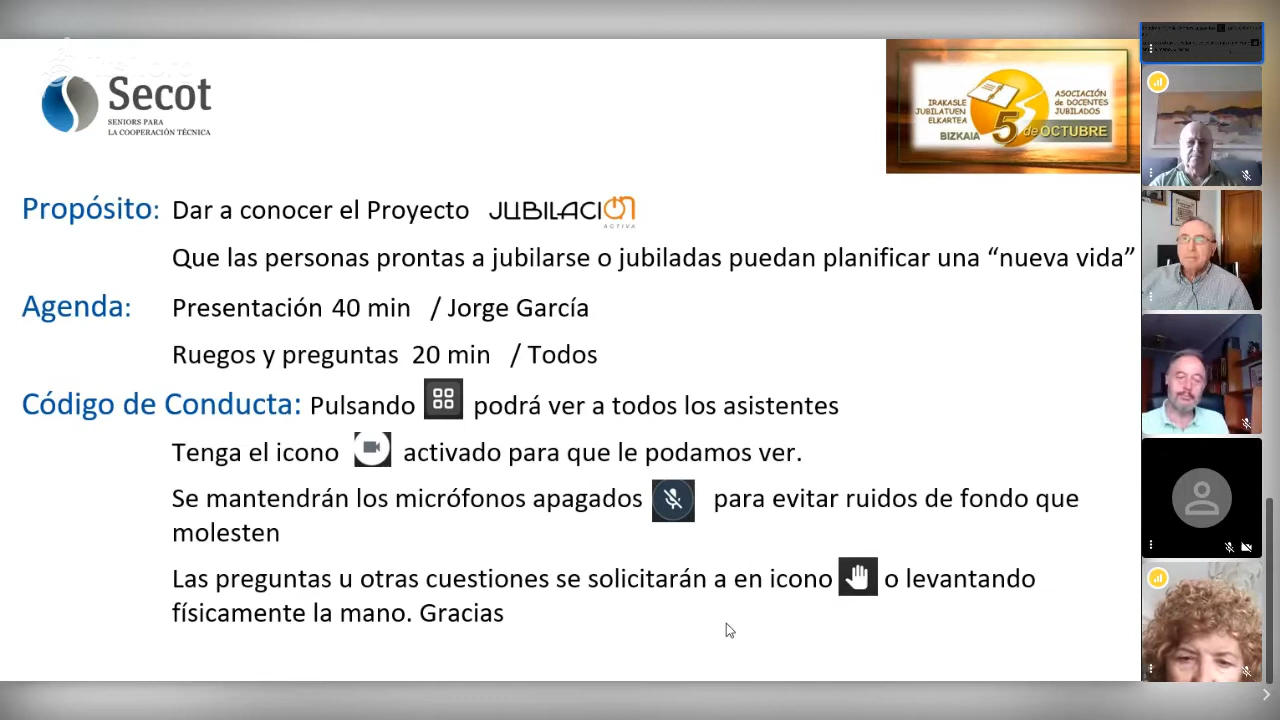 Secot
SENIORS PARA
LA COOPERACIÓN TÉCNICA
IRAKASLE
JUBILATUEN
ELKARTEA
BIZKAIA
ASOCIACIÓN
de DOCENTES
JUBILADOS
5 de OCTUBRE
Propósito: Dar a conocer el Proyecto JUBILACIÓN
ACTIVA
Que las personas prontas a jubilarse o jubiladas puedan planificar una “nueva vida”
Agenda: Presentación 40 min / Jorge García
Ruegos y preguntas 20 min / Todos
Código de Conducta: Pulsando podrá ver a todos los asistentes
Tenga el icono activado para que le podamos ver.
Se mantendrán los micrófonos apagados para evitar ruidos de fondo que
molesten
Las preguntas u otras cuestiones se solicitarán a en icono o levantando
físicamente la mano. Gracias